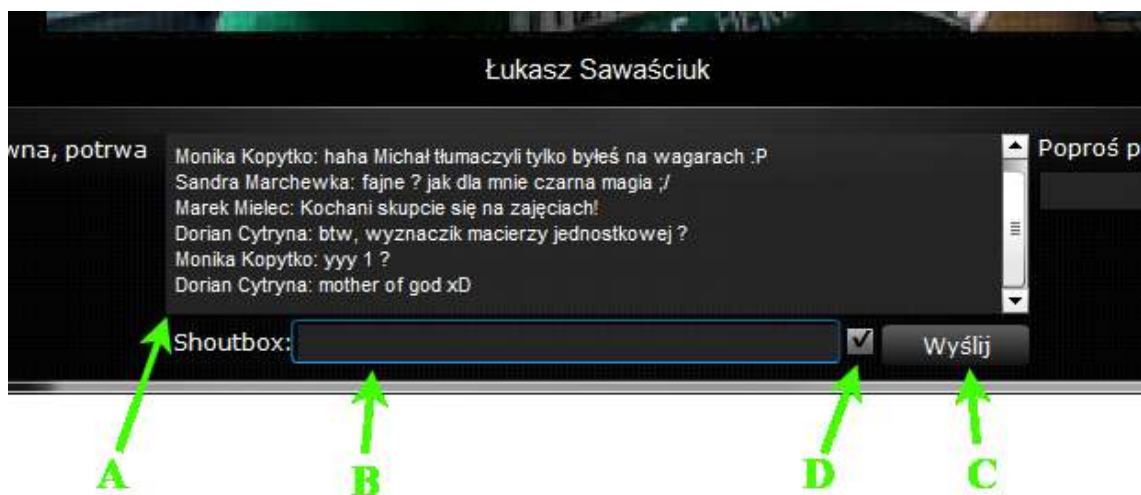 HERE
Łukasz Sawaściuk
wna, potrwa
Monika Kopytko: haha Michał tłumaczyli tylko byłeś na wagarach :P
Sandra Marchewka: fajne ? jak dla mnie czarna magia ;/
Marek Mielec: Kochani skupcie się na zajęciach!
Dorian Cytryna: btw, wyznaczik macierzy jednostkowej ?
Monika Kopytko: yyy 1 ?
Dorian Cytryna: mother of god xD
Poproś p
Shoutbox:
Wyślij
A
B
D
C